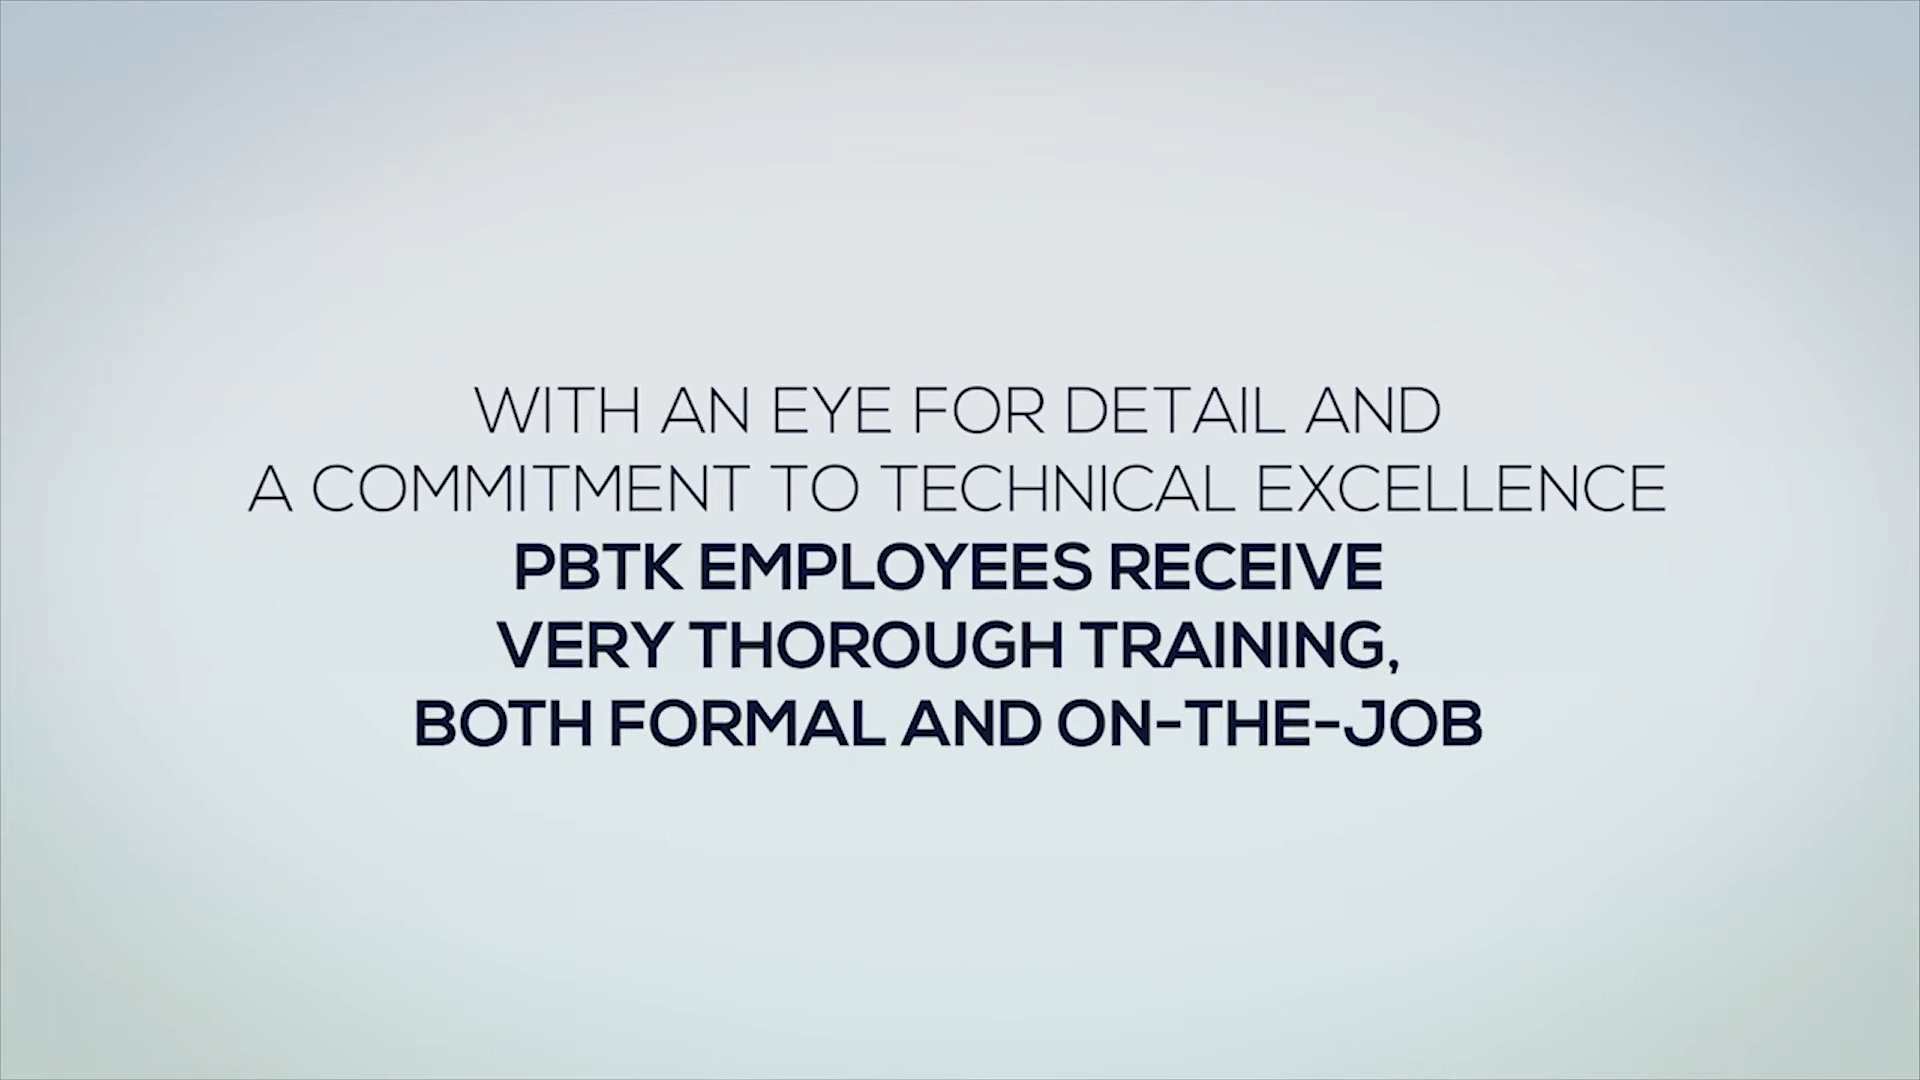 WITH AN EYE FOR DETAIL AND
A COMMITMENT TO TECHNICAL EXCELLENCE
PBTK EMPLOYEES RECEIVE
VERY THOROUGH TRAINING,
BOTH FORMAL AND ON-THE-JOB